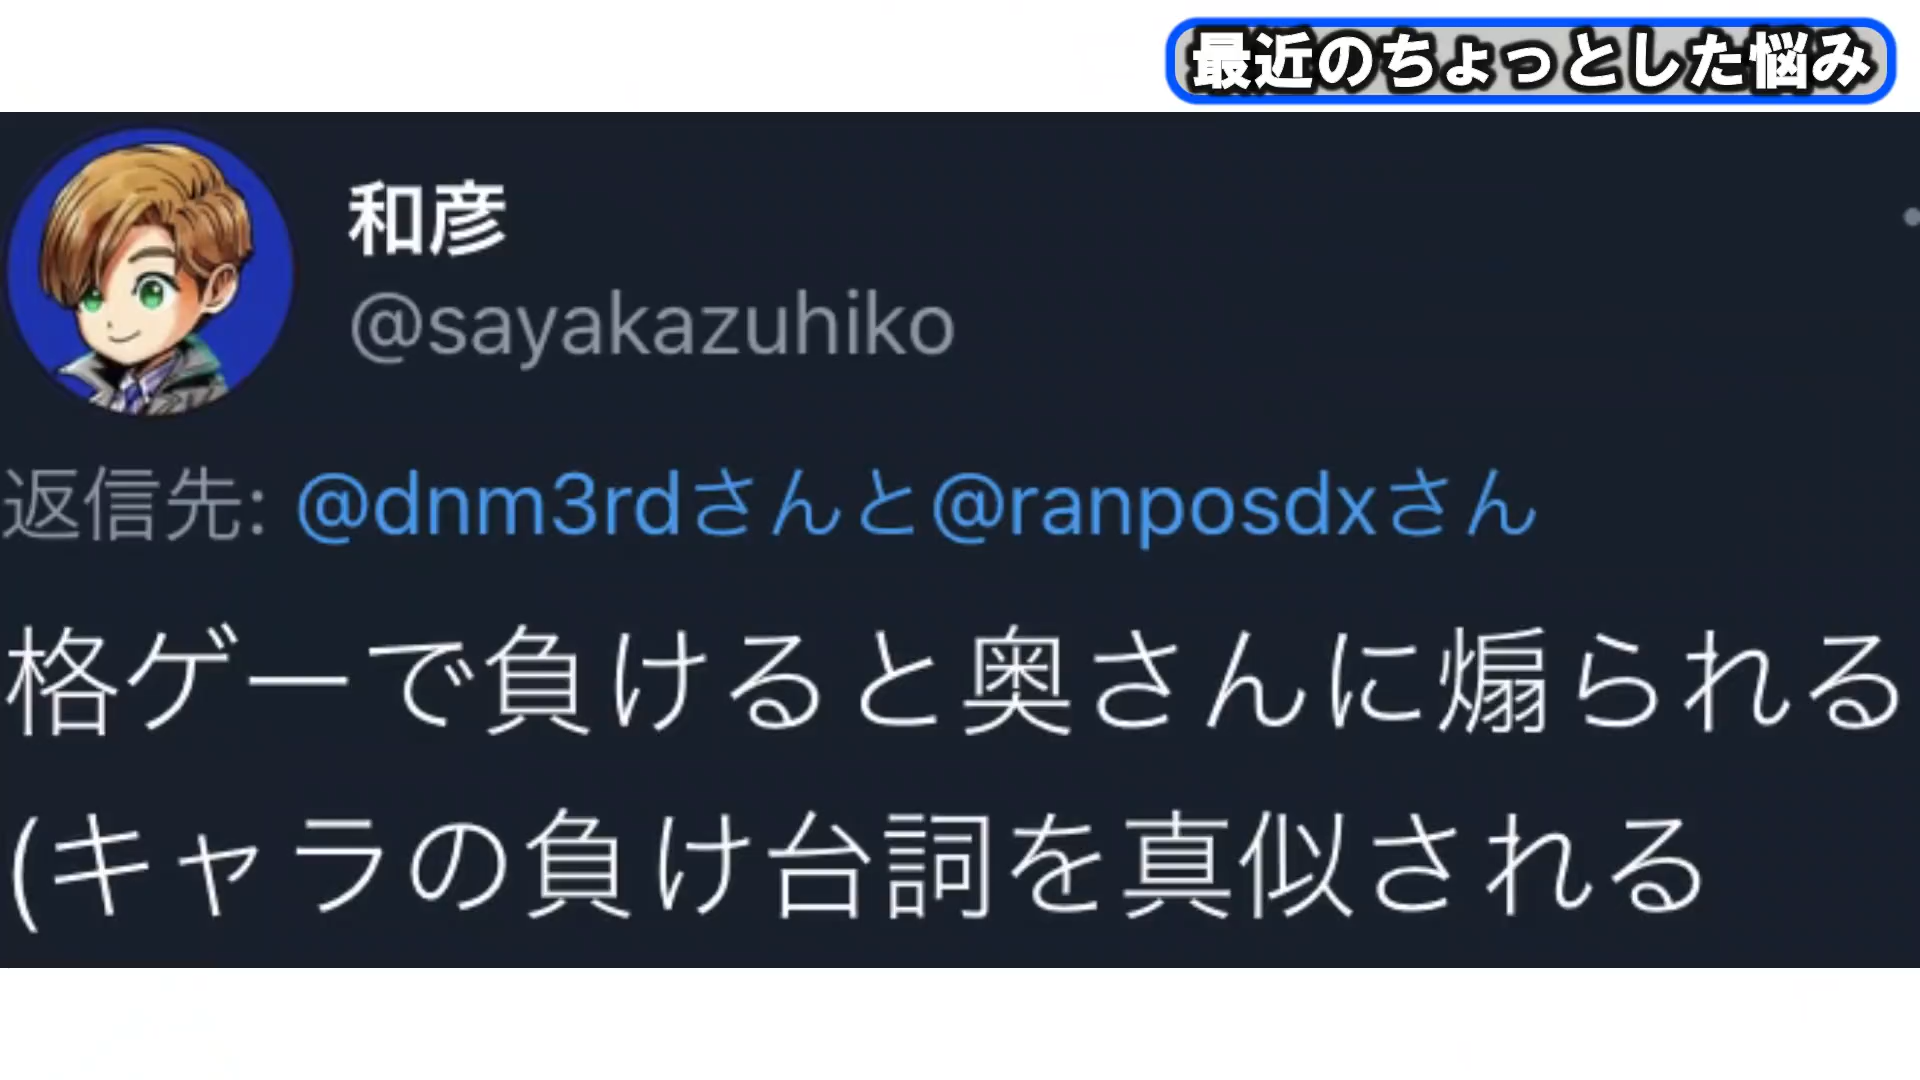 最近のちょっとした悩み
和彦
@sayakazuhiko
返信先: @dnm3rdさんと@ranposdxさん
格ゲーで負けると奥さんに煽られる
(キャラの負け台詞を真似される